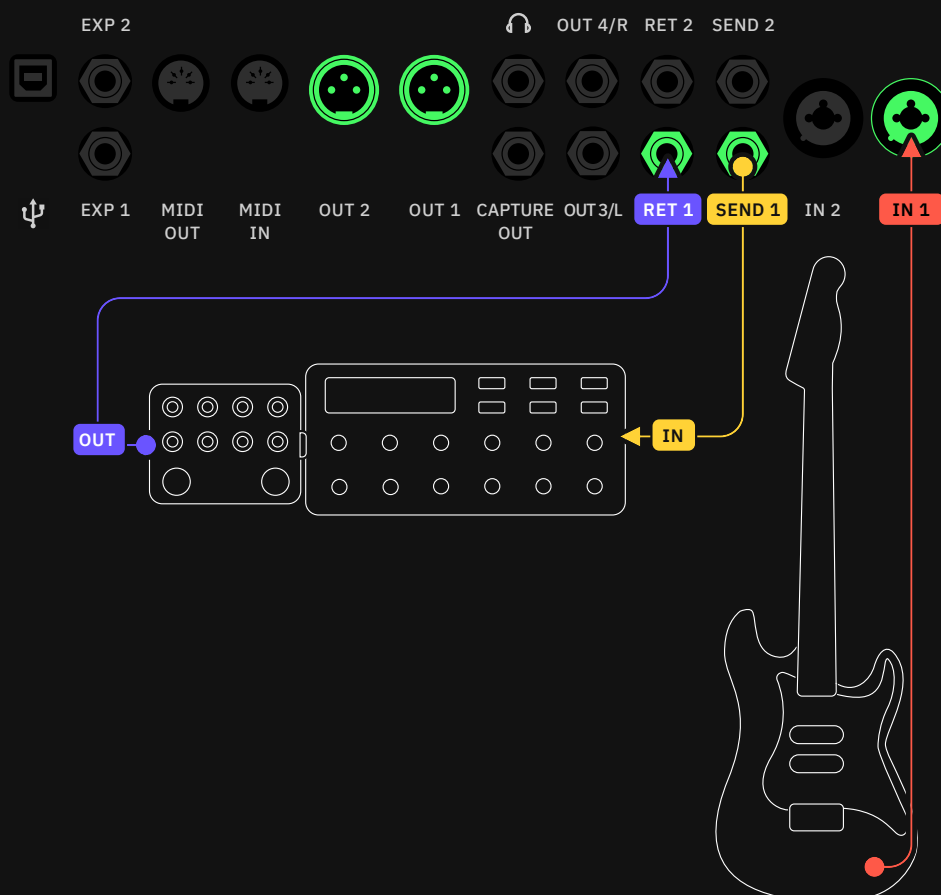 EXP 2
OUT 4/R
RET 2
SEND 2
EXP 1
MIDI
OUT
MIDI
IN
OUT 2
OUT 1
CAPTURE
OUT
OUT 3/L
RET 1
SEND 1
IN 2
IN 1
OUT
IN